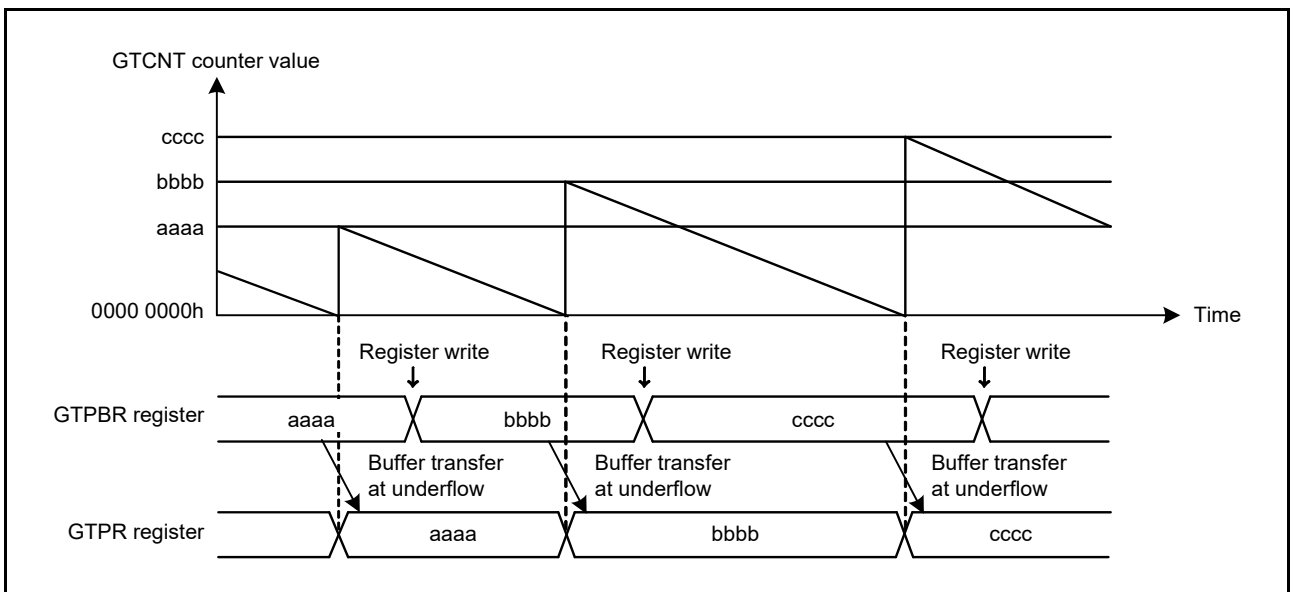 GTCNT counter value
cccc
bbbb
aaaa
0000 0000h
Time
Register write
Register write
Register write
GTPBR register
aaaa
bbbb
cccc
Buffer transfer
at underflow
Buffer transfer
at underflow
Buffer transfer
at underflow
GTPR register
aaaa
bbbb
cccc